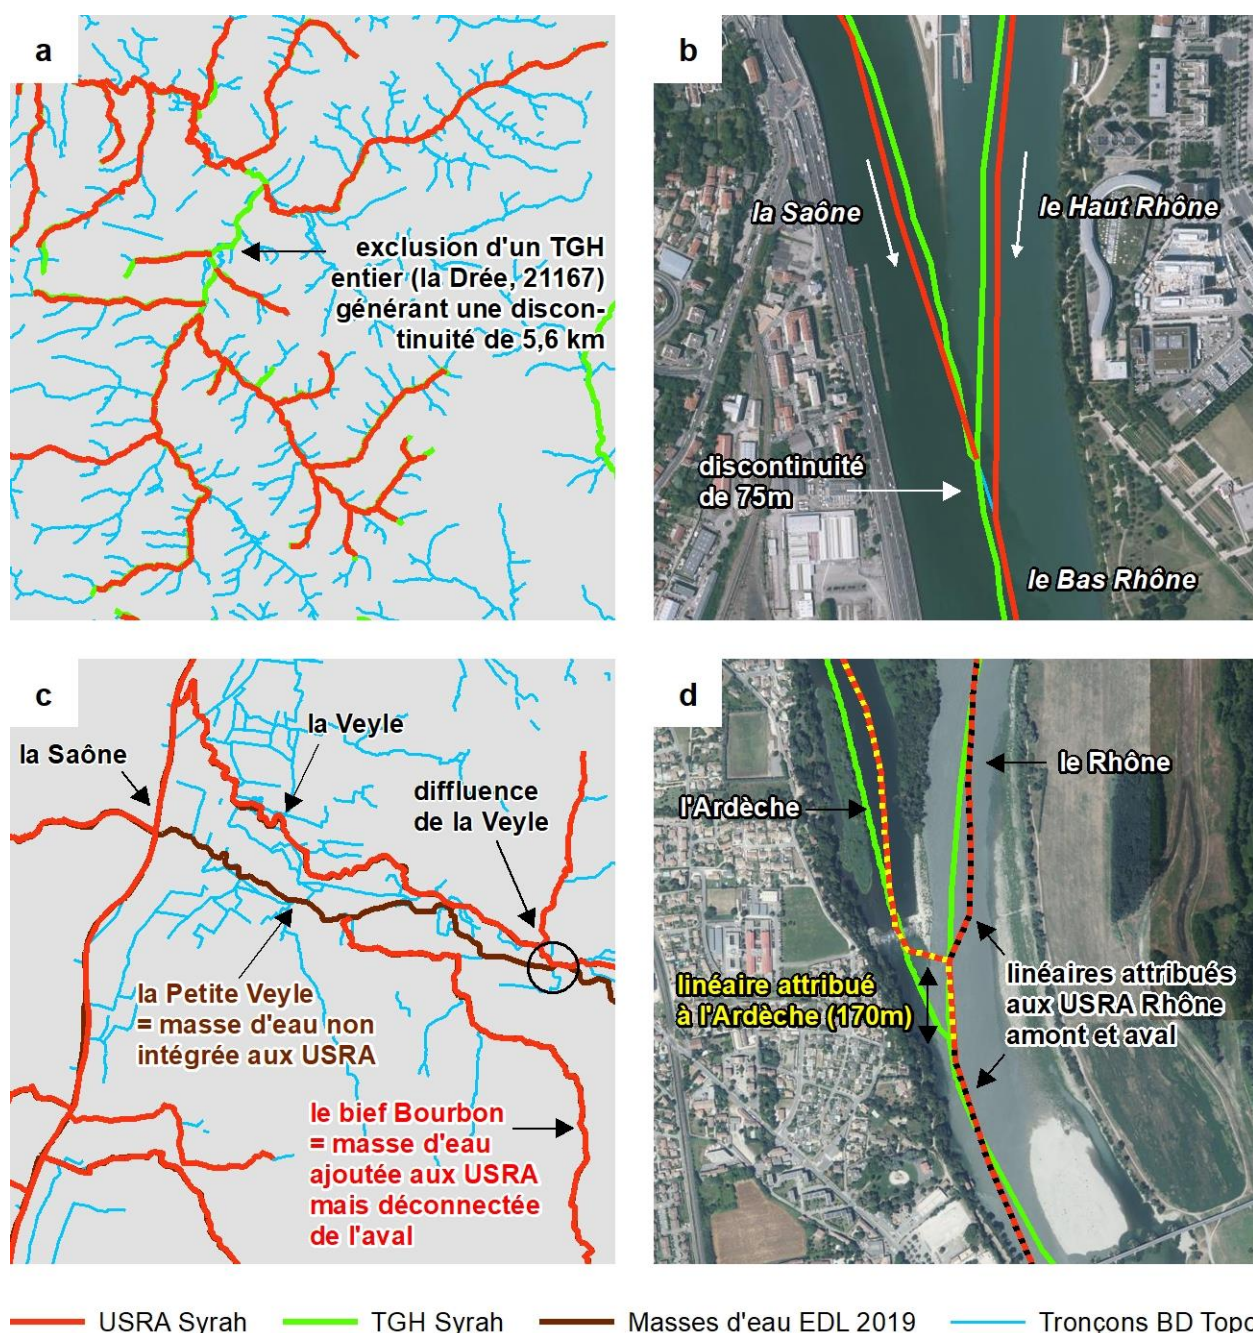 a
exclusion d'un TGH
entier (la Drée, 21167)
générant une discon-
tinuité de 5,6 km
b
la Saône
le Haut Rhône
discontinuité
de 75m
le Bas Rhône
c
la Saône
la Veyle
diffluence
de la Veyle
la Petite Veyle
= masse d'eau non
intégrée aux USRA
le bief Bourbon
= masse d'eau
ajoutée aux USRA
mais déconnectée
de l'aval
d
l'Ardèche
le Rhône
linéaire attribué
à l'Ardèche (170m)
linéaires attribués
aux USRA Rhône
amont et aval
USRA Syrah
TGH Syrah
Masses d'eau EDL 2019
Tronçons BD Topo